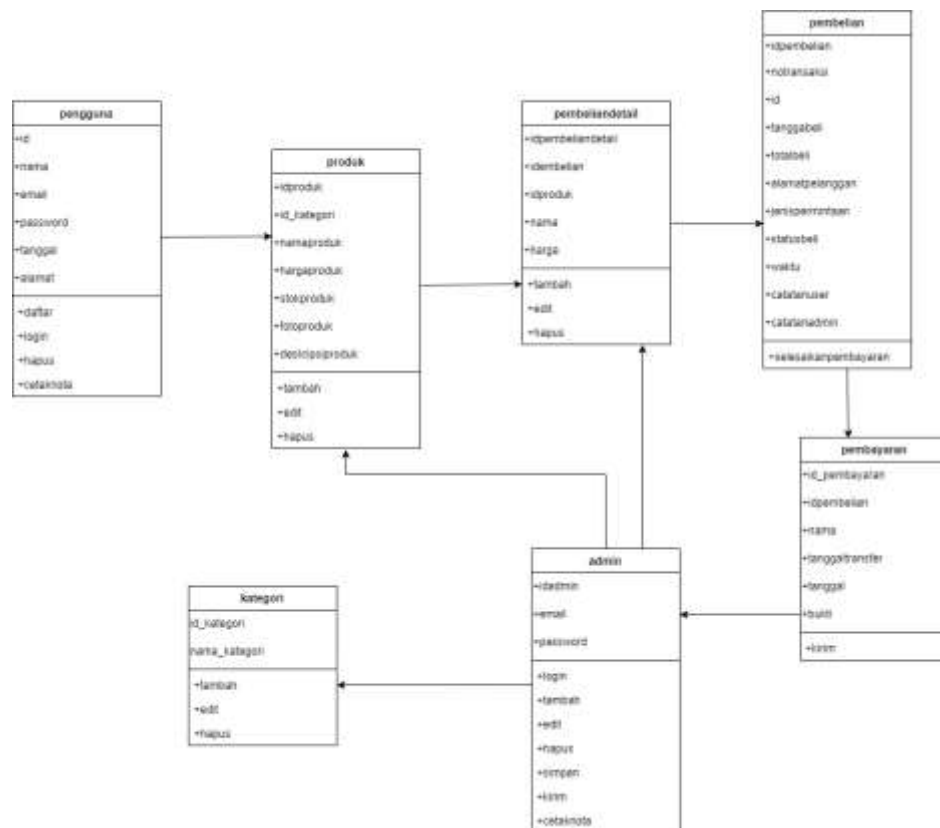 pengguna
+id
+nama
+email
+password
+tanggal
+alamat
+daftar
+login
+hapus
+cetaknota
produk
+idproduk
+id_kategori
+namaproduk
+hargaproduk
+stokproduk
+fotoproduk
+deskripsiproduk
+tambah
+edit
+hapus
pembeliandetail
+idpembeliandetail
+idembelian
+idproduk
+nama
+harga
+tambah
+edit
+hapus
pembelian
+idpembelian
+notransaksi
+id
+tanggabeli
+totalbeli
+alamatpelanggan
+jenispermintaan
+statusbeli
+waktu
+catatanuser
+catatanadmin
+selesaikanpembayaran
pembayaran
+id_pembayaran
+idpembelian
+nama
+tanggaltransfer
+tanggal
+bukti
+kirim
admin
+idadmin
+email
+password
+login
+tambah
+edit
+hapus
+simpan
+kirim
+cetaknota
kategori
id_kategori
nama_kategori
+tambah
+edit
+hapus